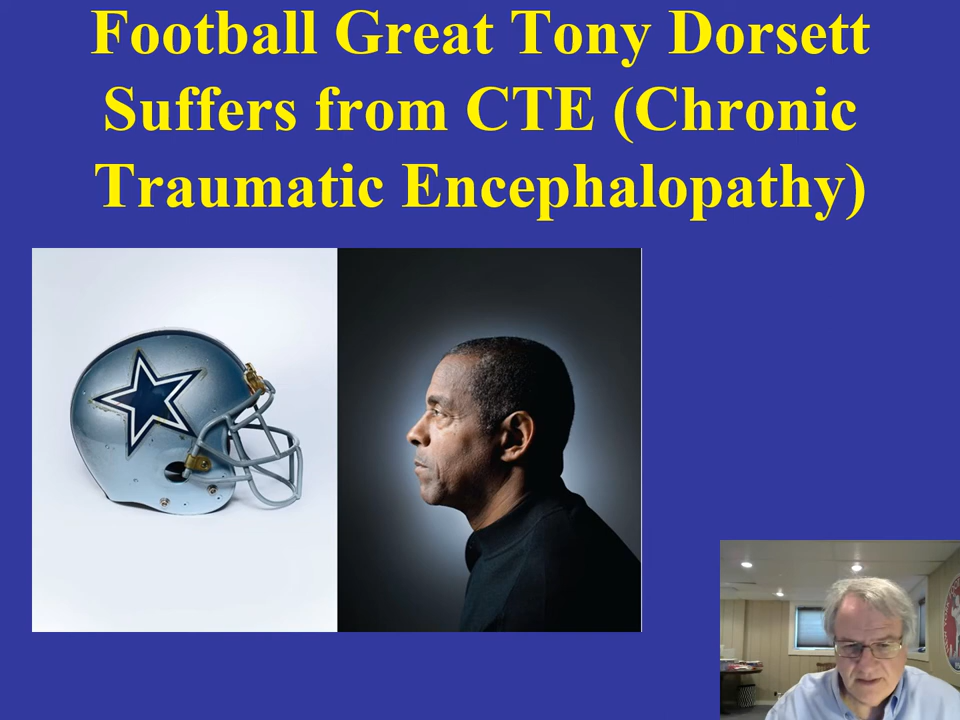 Football Great Tony Dorsett
Suffers from CTE (Chronic
Traumatic Encephalopathy)